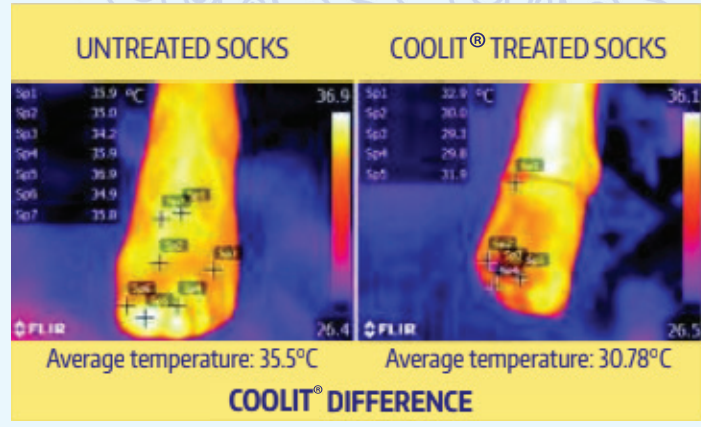 UNTREATED SOCKS
COOLIT® TREATED SOCKS
Sp1 35.9 °C 36.9
Sp2 35.0
Sp3 34.2
Sp4 35.9
Sp5 36.9
Sp6 34.9
Sp7 35.8
FLIR 26.4
Sp1 32.9 °C 36.1
Sp2 30.0
Sp3 29.3
Sp4 29.8
Sp5 31.9
FLIR 26.5
Average temperature: 35.5ºC
Average temperature: 30.78ºC
COOLIT® DIFFERENCE